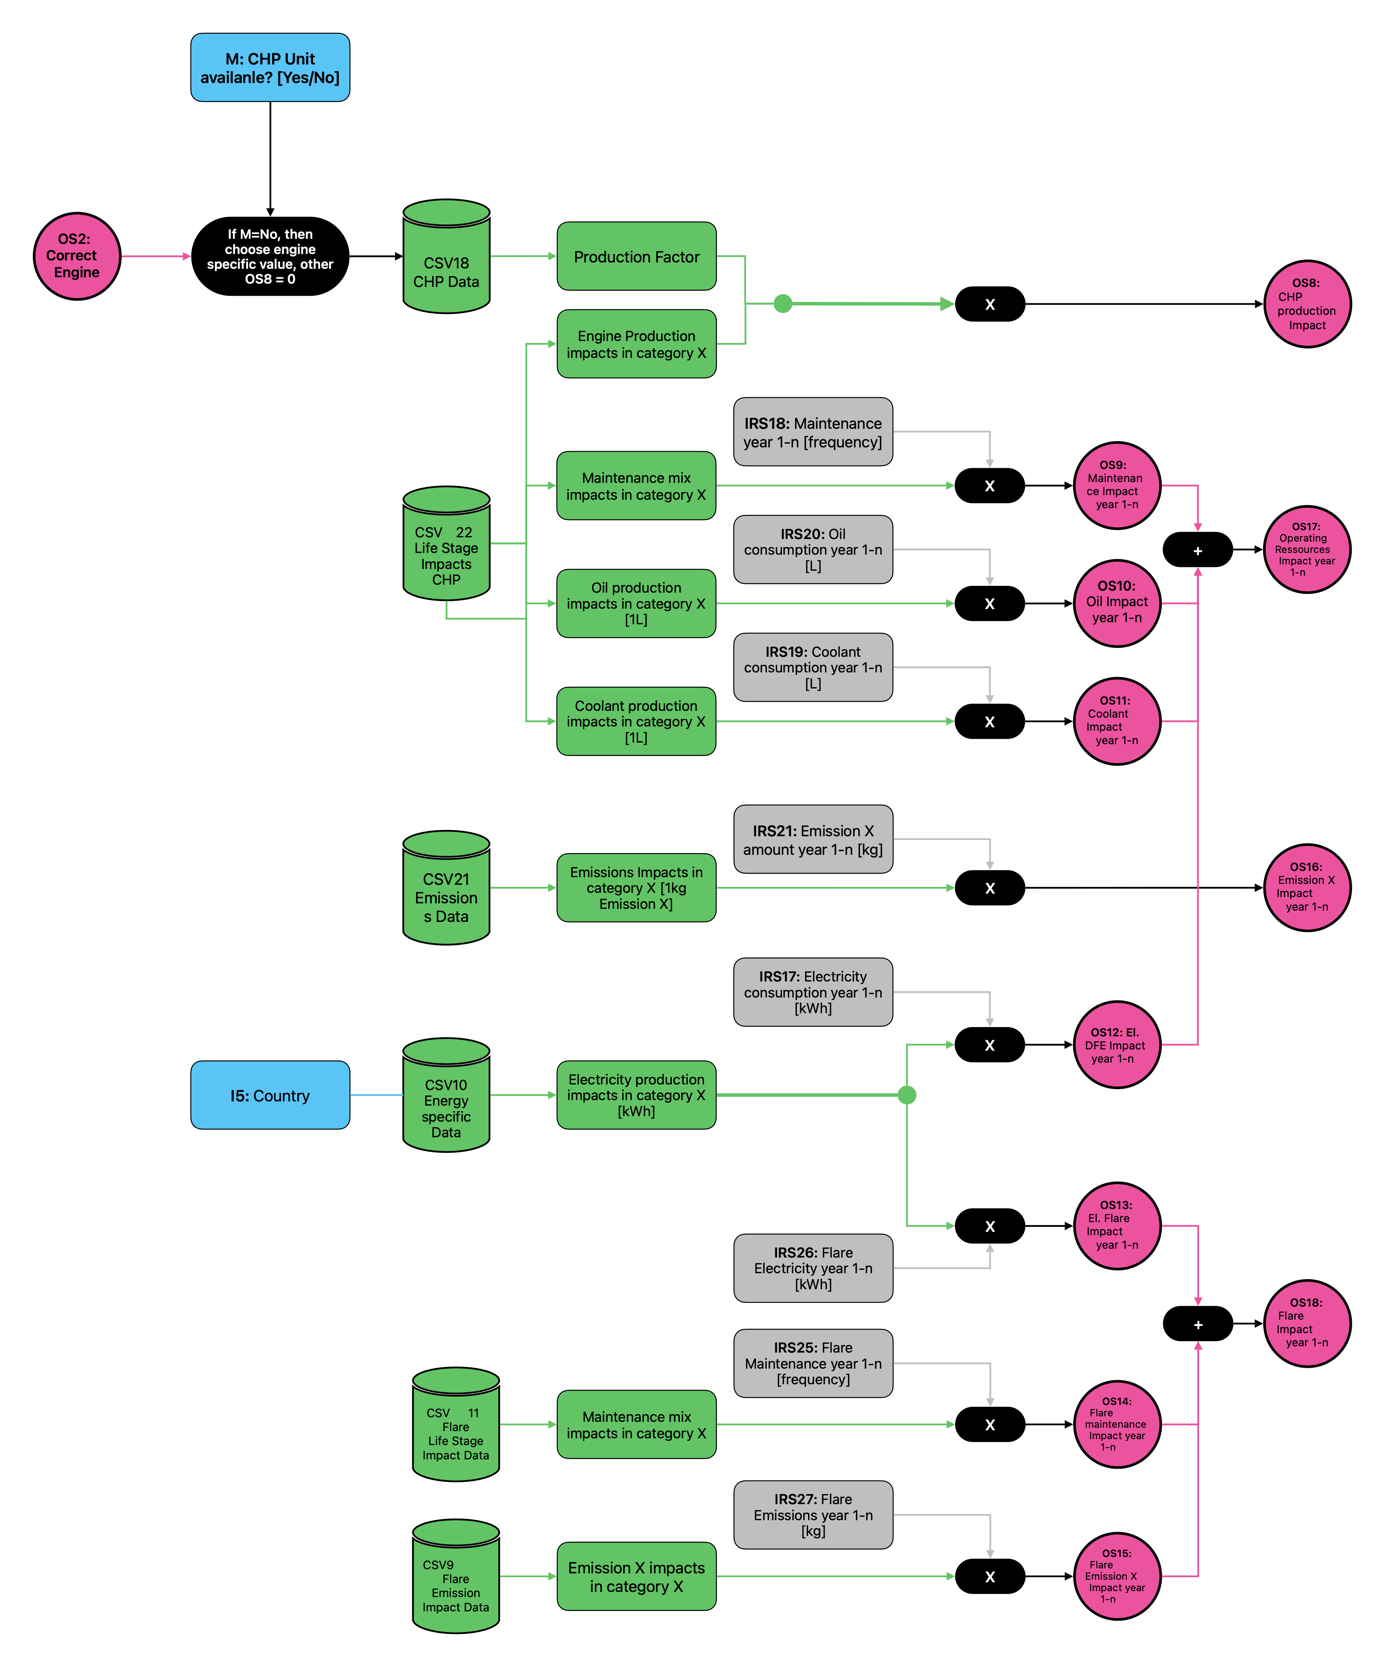 M: CHP Unit
availanle? [Yes/No]
OS2:
Correct
Engine
If M=No, then
choose engine
specific value, other
OS8 = 0
CSV18
CHP Data
Production Factor
Engine Production
impacts in category X
X
OS8:
CHP
production
Impact
IRS18: Maintenance
year 1-n [frequency]
Maintenance mix
impacts in category X
X
OS9:
Maintenan
ce Impact
year 1-n
CSV 22
Life Stage
Impacts
CHP
IRS20: Oil
consumption year 1-n
[L]
+
OS17:
Operating
Ressources
Impact year
1-n
Oil production
impacts in category X
[1L]
X
OS10:
Oil Impact
year 1-n
IRS19: Coolant
consumption year 1-n
[L]
Coolant production
impacts in category X
[1L]
X
OS11:
Coolant
Impact
year 1-n
IRS21: Emission X
amount year 1-n [kg]
CSV21
Emission
s Data
Emissions Impacts in
category X [1kg
Emission X]
X
OS16:
Emission X
Impact
year 1-n
IRS17: Electricity
consumption year 1-n
[kWh]
X
OS12: El.
DFE Impact
year 1-n
I5: Country
CSV10
Energy
specific
Data
Electricity production
impacts in category X
[kWh]
X
OS13:
El. Flare
Impact
year 1-n
IRS26: Flare
Electricity year 1-n
[kWh]
+
OS18:
Flare
Impact
year 1-n
IRS25: Flare
Maintenance year 1-n
[frequency]
CSV 11
Flare
Life Stage
Impact Data
Maintenance mix
impacts in category X
X
OS14:
Flare
maintenance
Impact year
1-n
IRS27: Flare
Emissions year 1-n
[kg]
CSV9
Flare
Emission
Impact Data
Emission X impacts
in category X
X
OS15:
Flare
Emission X
Impact year
1-n